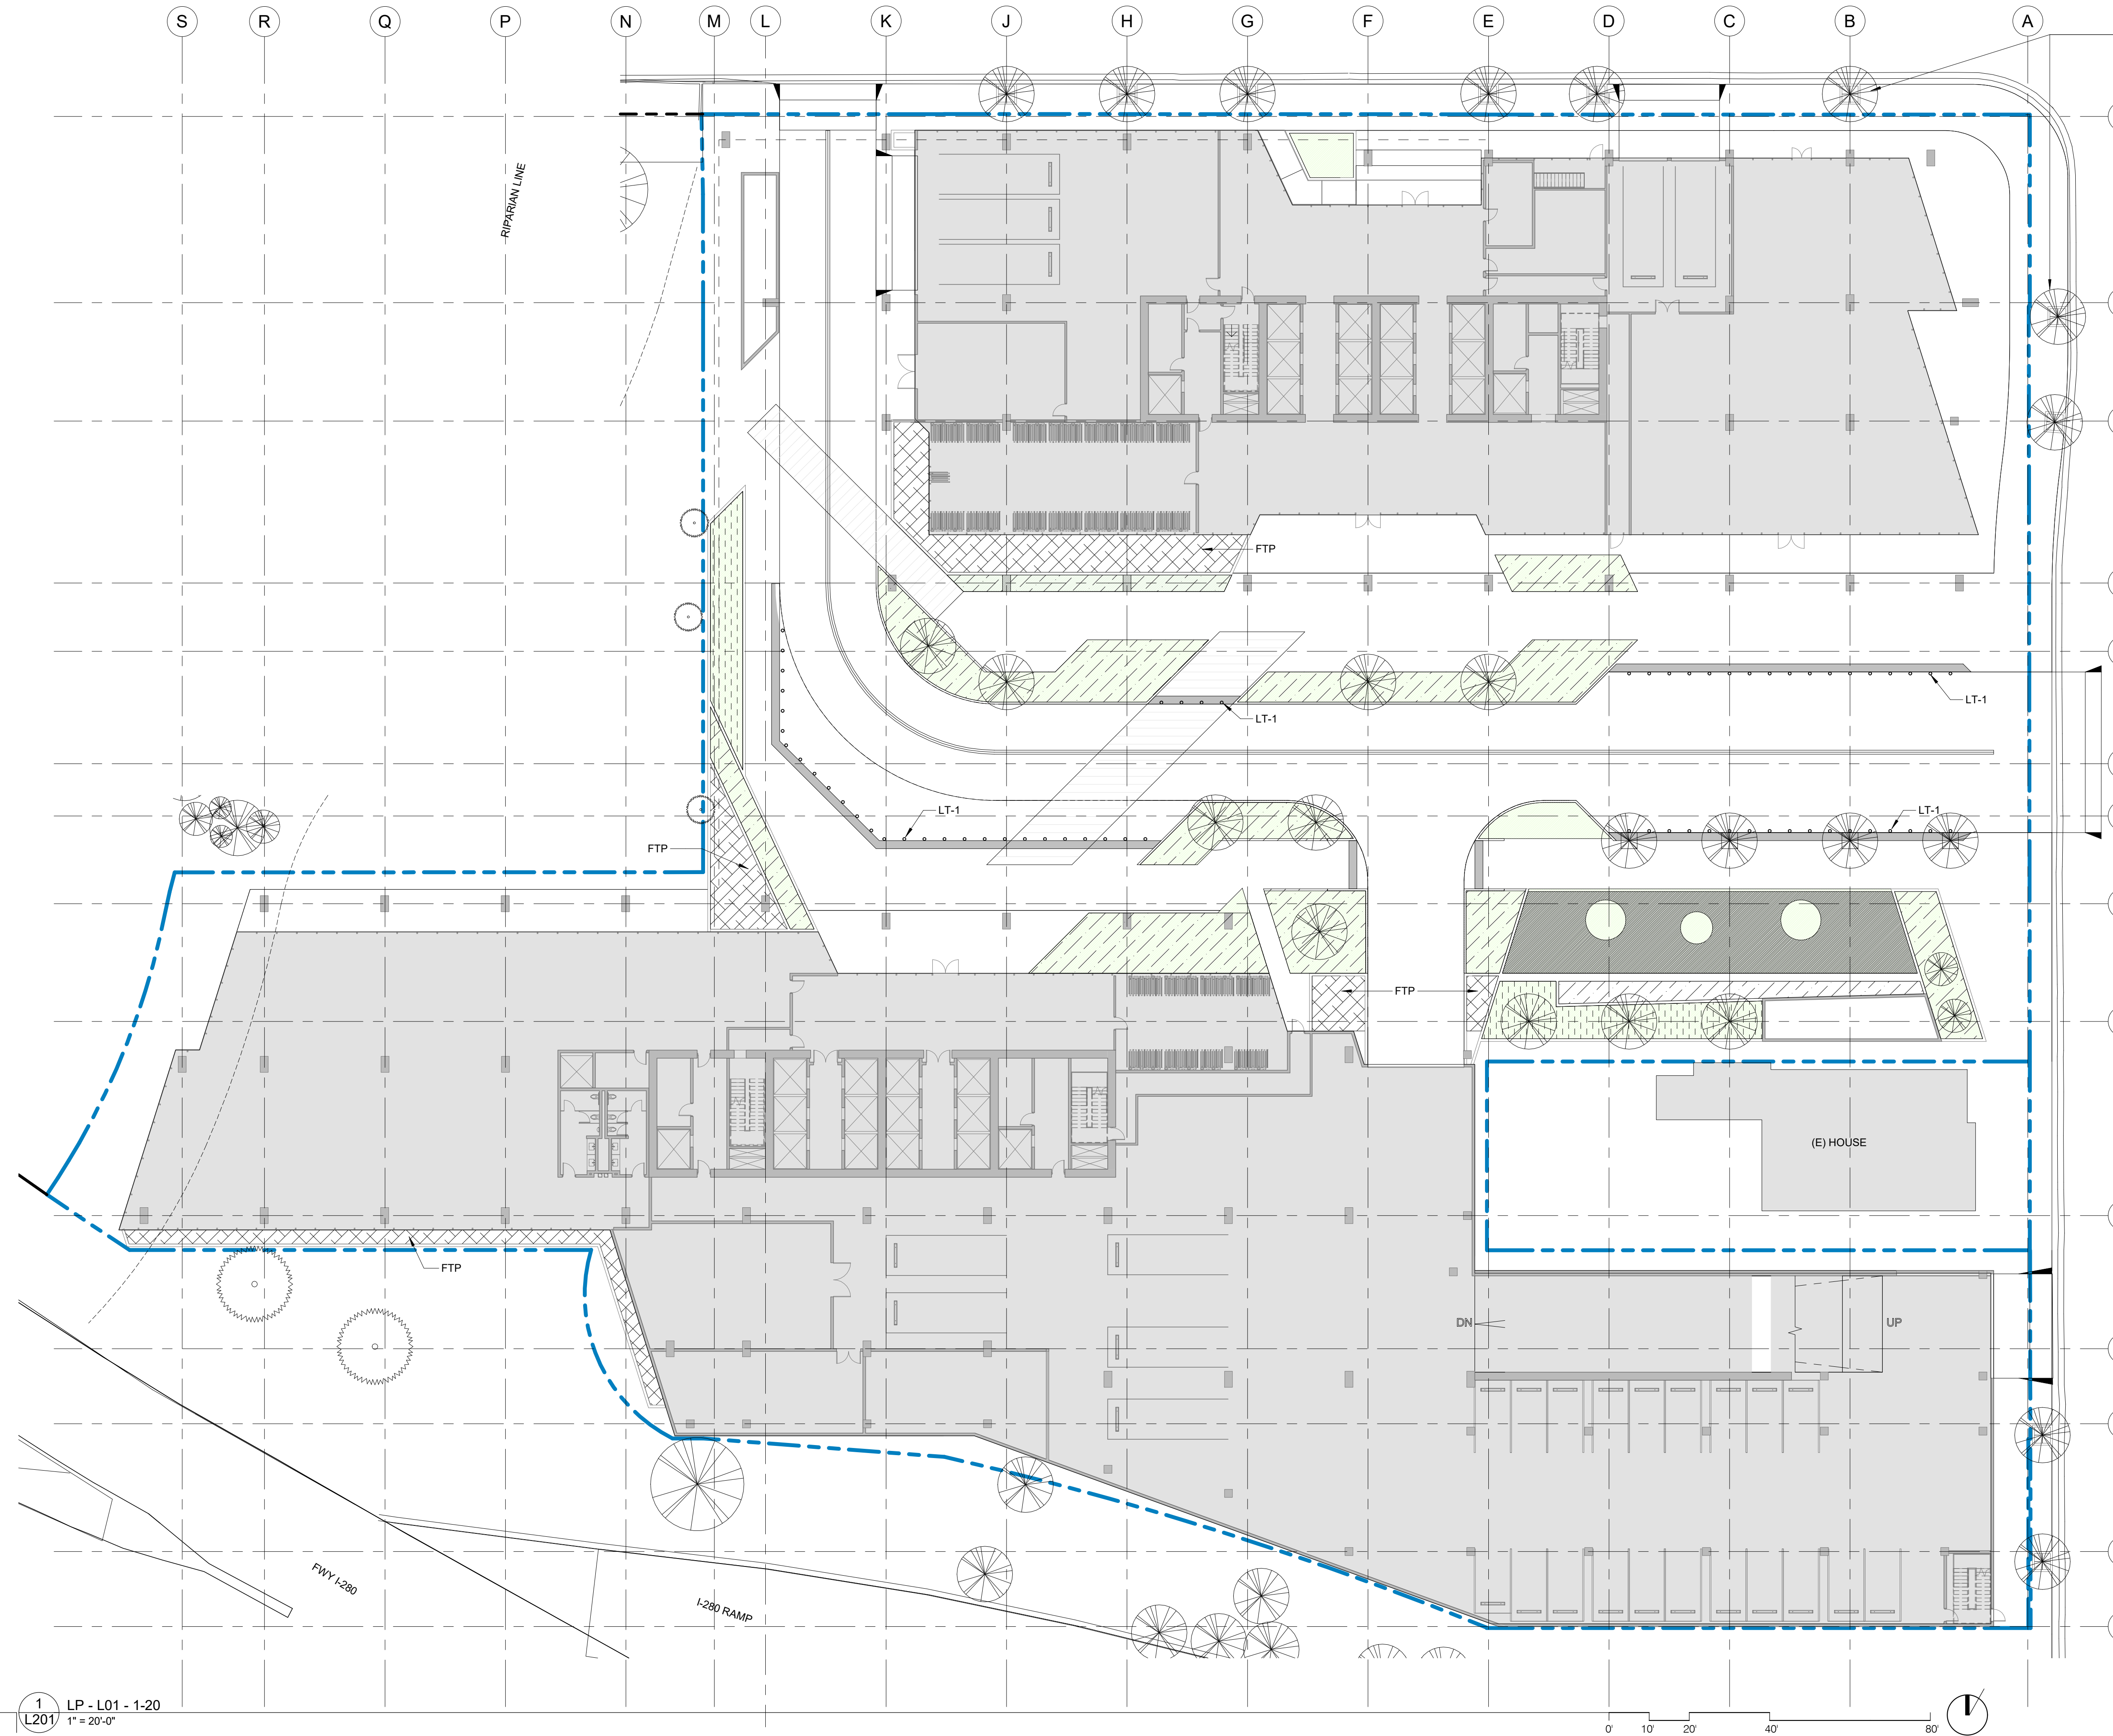 S R Q P N M L K J H G F E D C B A
RIPARIAN LINE
FTP
LT-1
LT-1
LT-1
LT-1
FTP
FTP
(E) HOUSE
FTP
DN
UP
FWY I-280
I-280 RAMP
1
L201
LP - L01 - 1-20
1" = 20'-0"
0' 10' 20' 40' 80'